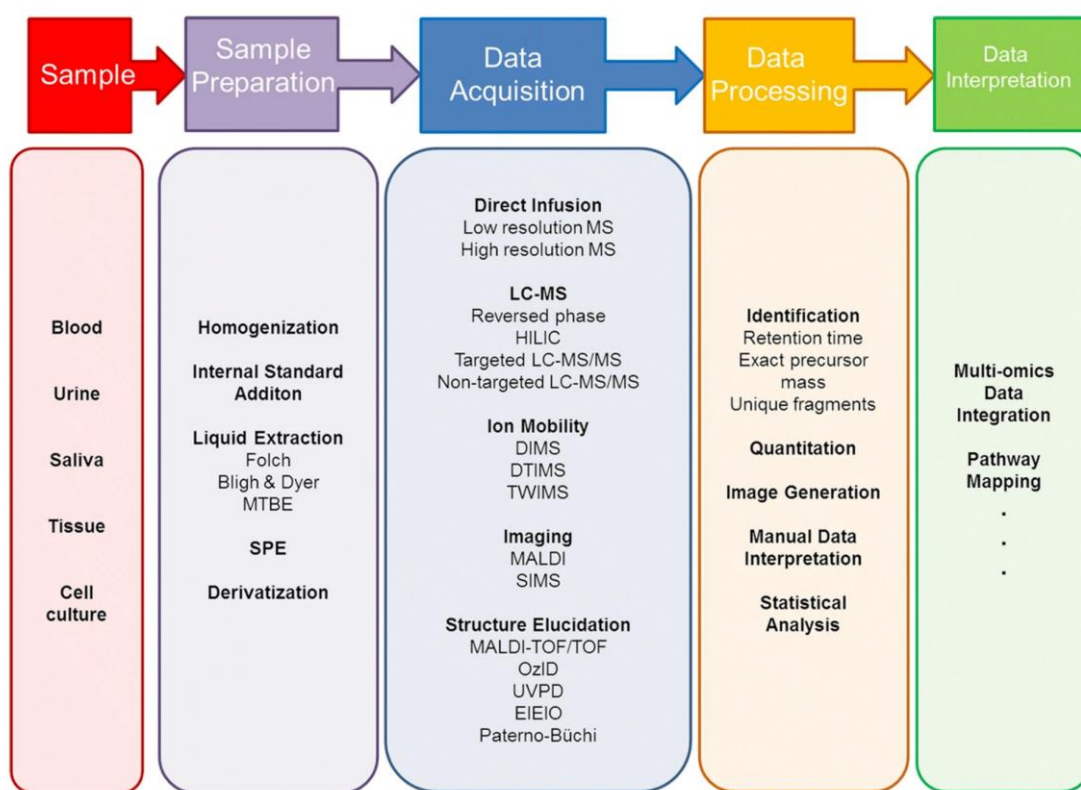 Sample
Sample
Preparation
Data
Acquisition
Data
Processing
Data
Interpretation
Blood
Urine
Saliva
Tissue
Cell
culture
Homogenization
Internal Standard
Additon
Liquid Extraction
Folch
Bligh & Dyer
MTBE
SPE
Derivatization
Direct Infusion
Low resolution MS
High resolution MS
LC-MS
Reversed phase
HILIC
Targeted LC-MS/MS
Non-targeted LC-MS/MS
Ion Mobility
DIMS
DTIMS
TWIMS
Imaging
MALDI
SIMS
Structure Elucidation
MALDI-TOF/TOF
OzID
UVPD
EIEIO
Paterno-Büchi
Identification
Retention time
Exact precursor
mass
Unique fragments
Quantitation
Image Generation
Manual Data
Interpretation
Statistical
Analysis
Multi-omics
Data
Integration
Pathway
Mapping
.
.
.